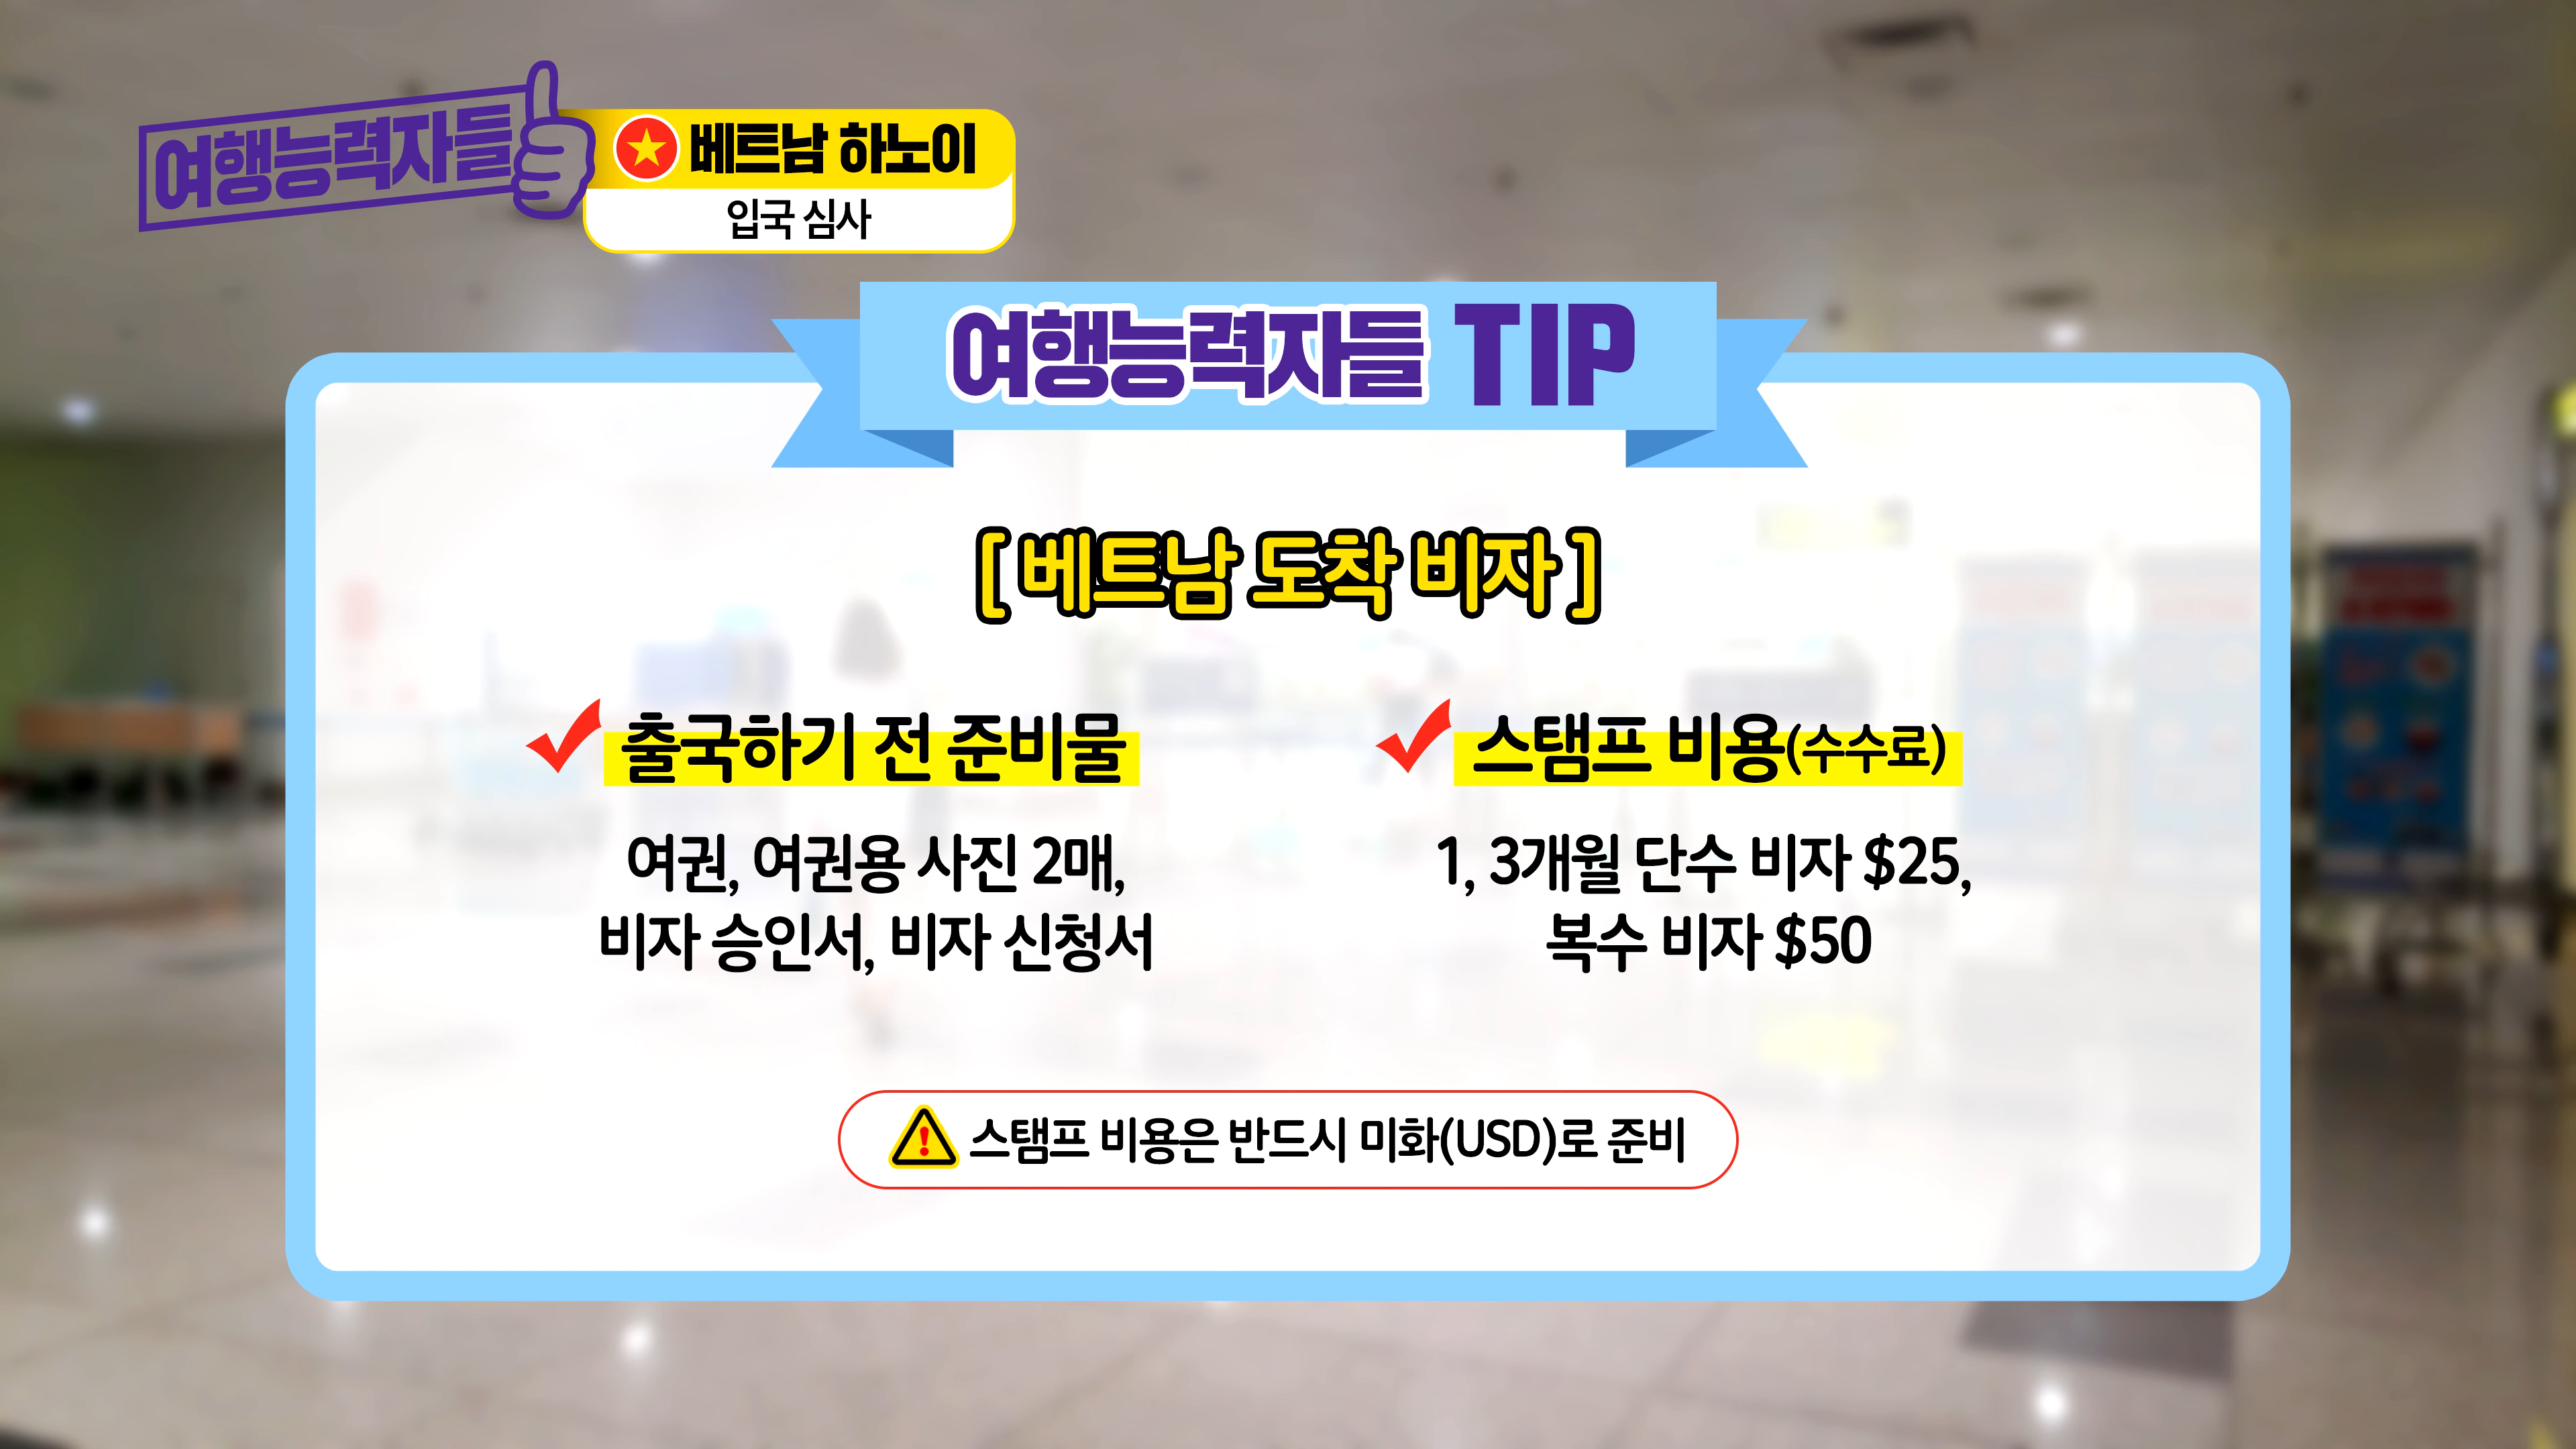 여행능력자들
베트남 하노이
입국 심사
여행능력자들 TIP
[ 베트남 도착 비자 ]
출국하기 전 준비물
여권, 여권용 사진 2매,
비자 승인서, 비자 신청서
스탬프 비용(수수료)
1, 3개월 단수 비자 $25,
복수 비자 $50
스탬프 비용은 반드시 미화(USD)로 준비